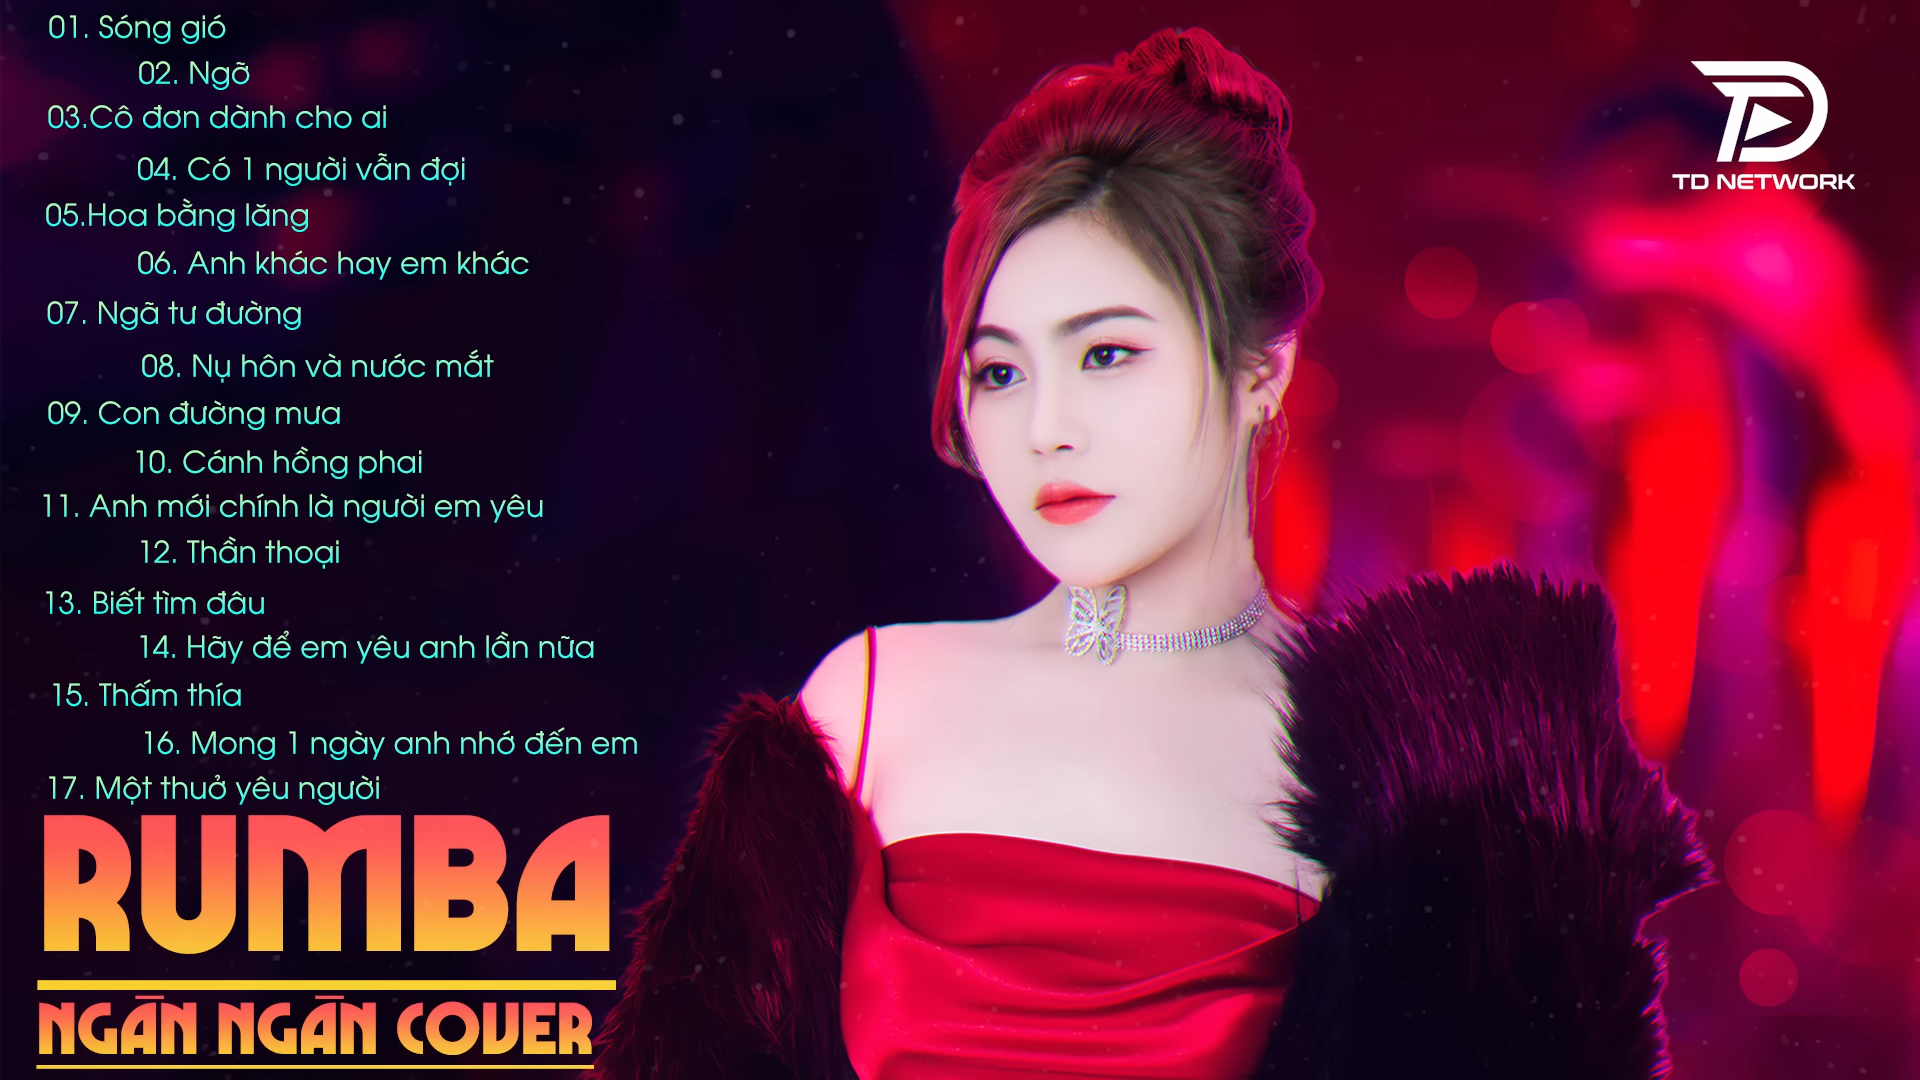 01. Sóng gió
02. Ngỡ
03.Cô đơn dành cho ai
04. Có 1 người vẫn đợi
05.Hoa bằng lăng
06. Anh khác hay em khác
07. Ngã tư đường
08. Nụ hôn và nước mắt
09. Con đường mưa
10. Cánh hồng phai
11. Anh mới chính là người em yêu
12. Thần thoại
13. Biết tìm đâu
14. Hãy để em yêu anh lần nữa
15. Thấm thía
16. Mong 1 ngày anh nhớ đến em
17. Một thuở yêu người
RUMBA
NGÂN NGÂN COVER
TD NETWORK